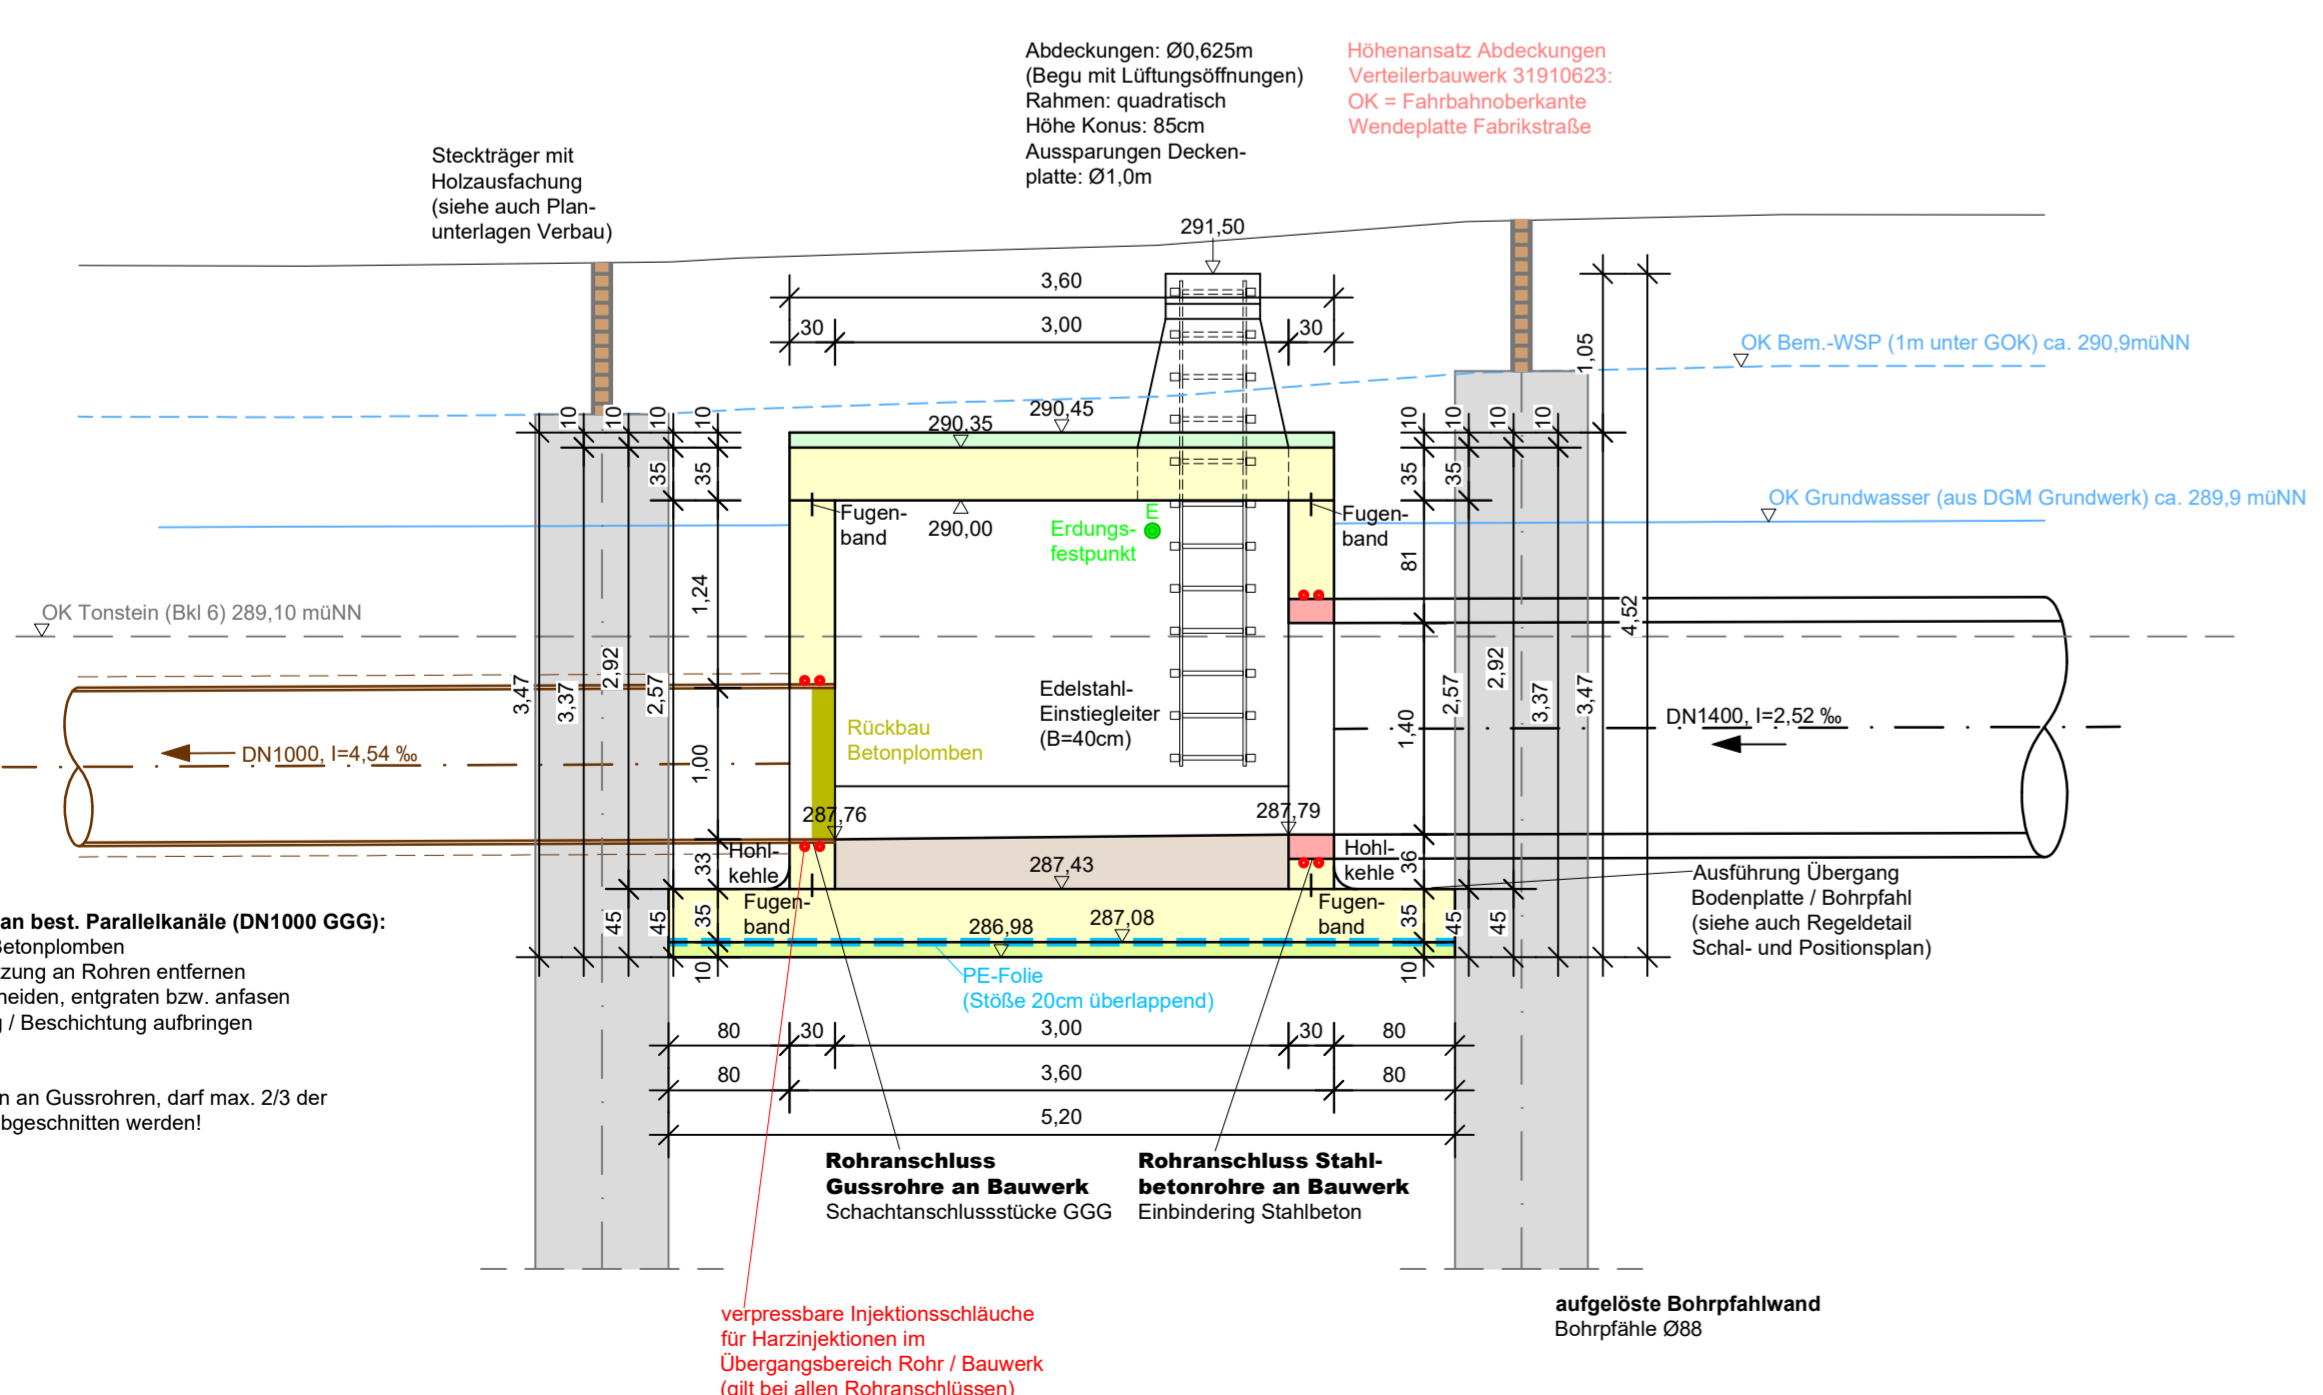 Abdeckungen: Ø0,625m
(Begu mit Lüftungsöffnungen)
Rahmen: quadratisch
Höhe Konus: 85cm
Aussparungen Decken-
platte: Ø1,0m
Höhenansatz Abdeckungen
Verteilerbauwerk 31910623:
OK = Fahrbahnoberkante
Wendeplatte Fabrikstraße
Steckträger mit
Holzausfachung
(siehe auch Plan-
unterlagen Verbau)
291,50
3,60
30
3,00
30
1,05
OK Bem.-WSP (1m unter GOK) ca. 290,9müNN
10
10
10
10
290,35
290,45
10
10
10
10
35
35
35
35
OK Grundwasser (aus DGM Grundwerk) ca. 289,9 müNN
Fugen-
band
290,00
Erdungs-
festpunkt
E
Fugen-
band
81
1,24
4,52
OK Tonstein (Bkl 6) 289,10 müNN
3,47
3,37
2,92
2,57
2,57
2,92
3,37
3,47
Edelstahl-
Einstiegleiter
(B=40cm)
Rückbau
Betonplomben
1,40
DN1400, I=2,52 ‰
DN1000, I=4,54 ‰
1,00
287,76
287,79
33
Hohl-
kehle
287,43
Hohl-
kehle
36
Ausführung Übergang
Bodenplatte / Bohrpfahl
(siehe auch Regeldetail
Schal- und Positionsplan)
45
45
35
Fugen-
band
286,98
287,08
Fugen-
band
35
45
45
10
10
PE-Folie
(Stöße 20cm überlappend)
an best. Parallelkanäle (DN1000 GGG):
Betonplomben
tzung an Rohren entfernen
neiden, entgraten bzw. anfasen
g / Beschichtung aufbringen
n an Gussrohren, darf max. 2/3 der
bgeschnitten werden!
80
30
3,00
30
80
80
3,60
80
5,20
Rohranschluss
Gussrohre an Bauwerk
Schachtanschlussstücke GGG
Rohranschluss Stahl-
betonrohre an Bauwerk
Einbindering Stahlbeton
verpressbare Injektionsschläuche
für Harzinjektionen im
Übergangsbereich Rohr / Bauwerk
(gilt bei allen Rohranschlüssen)
aufgelöste Bohrpfahlwand
Bohrpfähle Ø88